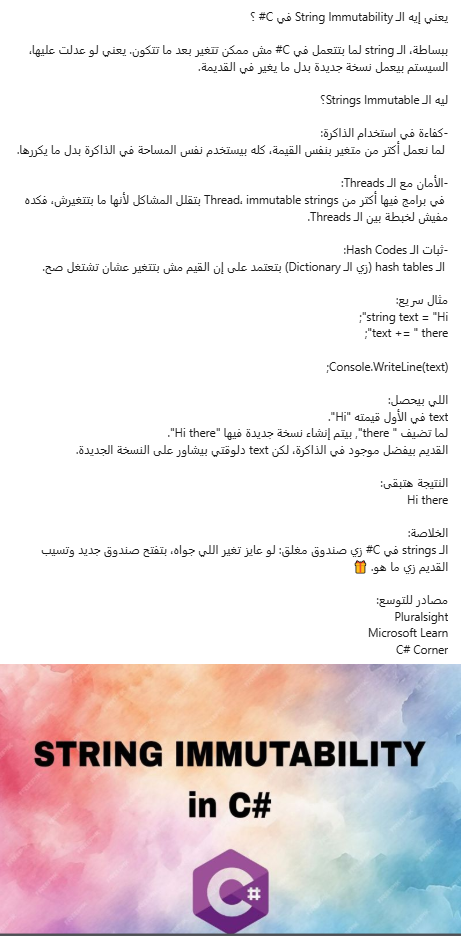 يعني إيه الـ String Immutability في C# ؟
ببساطة، الـ string لما بتتعمل في C# مش ممكن تتغير بعد ما تتكون. يعني لو عدلت عليها،
السيستم بيعمل نسخة جديدة بدل ما يغير في القديمة.
ليه الـ Strings Immutable؟
-كفاءة في استخدام الذاكرة:
لما نعمل أكتر من متغير بنفس القيمة، كله بيستخدم نفس المساحة في الذاكرة بدل ما يكررها.
-الأمان مع الـ Threads:
في برامج فيها أكتر من Thread، immutable strings بتقلل المشاكل لأنها ما بتتغيرش، فكده
مفيش لخبطة بين الـ Threads.
-ثبات الـ Hash Codes:
الـ hash tables (زي الـ Dictionary) بتعتمد على إن القيم مش بتتغير عشان تشتغل صح.
مثال سريع:
string text = "Hi";
text += " there";
Console.WriteLine(text);
اللي بيحصل:
text في الأول قيمته "Hi".
لما تضيف " there", بيتم إنشاء نسخة جديدة فيها "Hi there".
القديم بيفضل موجود في الذاكرة، لكن text دلوقتي بيشاور على النسخة الجديدة.
النتيجة هتبقى:
Hi there
الخلاصة:
الـ strings في C# زي صندوق مغلق: لو عايز تغير اللي جواه، بتفتح صندوق جديد وتسيب
القديم زي ما هو. 🎁
مصادر للتوسع:
Pluralsight
Microsoft Learn
C# Corner
STRING IMMUTABILITY
in C#
C#